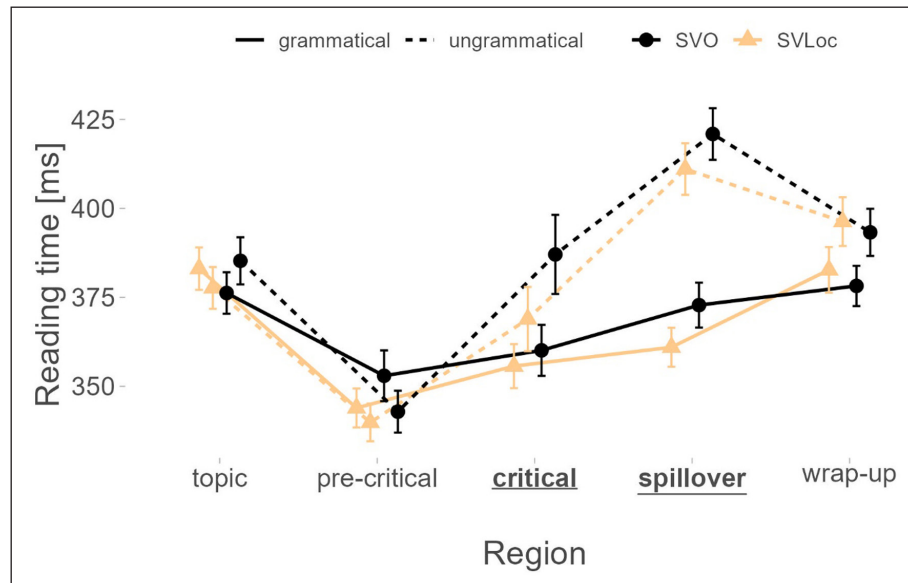 grammatical ungrammatical SVO SVLoc
425
400
375
350
Reading time [ms]
topic pre-critical critical spillover wrap-up
Region